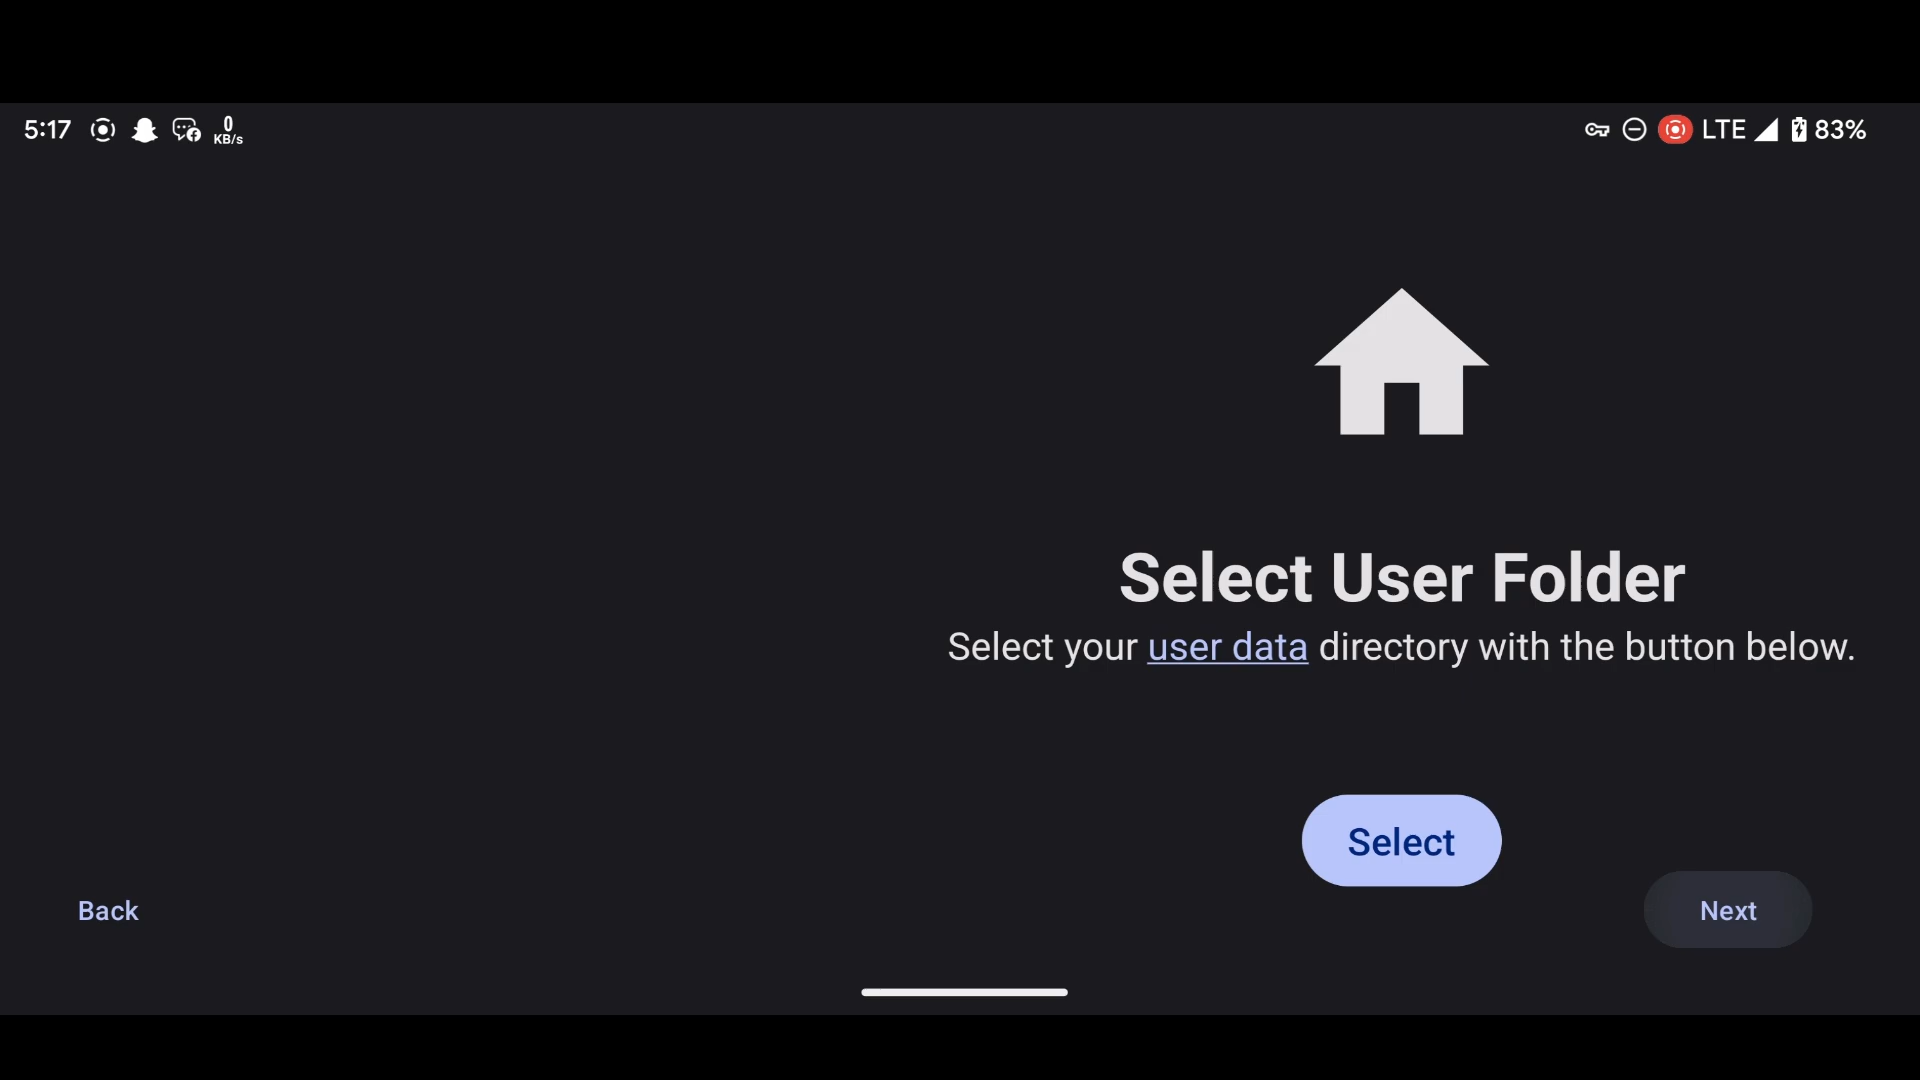 5:17
0
KB/s
LTE
83%
Select User Folder
Select your user data directory with the button below.
Select
Back
Next